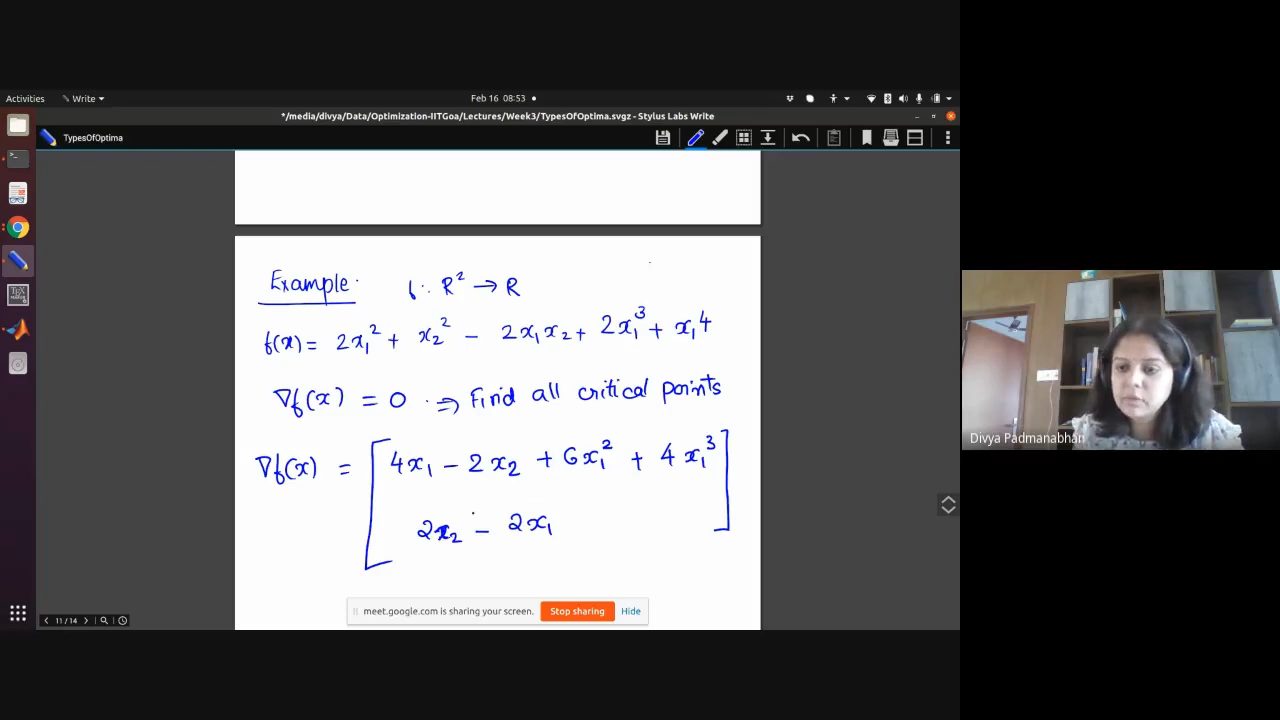 Activities
Write
Feb 16 08:53
*/media/divya/Data/Optimization-IITGoa/Lectures/Week3/TypesOfOptima.svgz - Stylus Labs Write
TypesOfOptima
Example.
f: R² → R
f(x) = 2x₁² + x₂² - 2x₁x₂ + 2x₁³ + x₁⁴
∇f(x) = 0 ⇒ Find all critical points
∇f(x) = [ 4x₁ - 2x₂ + 6x₁² + 4x₁³
2x₂ - 2x₁ ]
Divya Padmanabhan
meet.google.com is sharing your screen.
Stop sharing
Hide
11 / 14